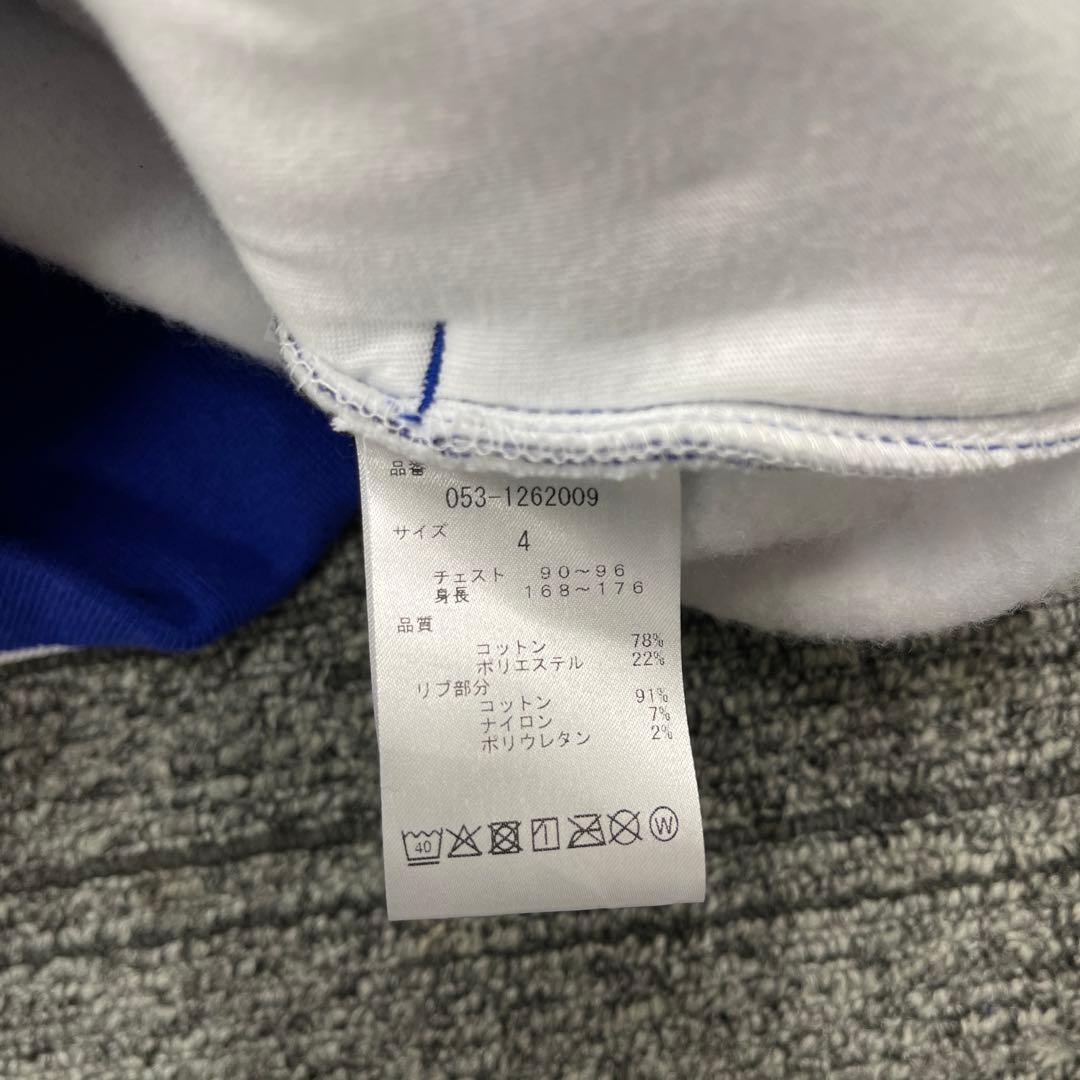 品番
053-1262009
サイズ
4
チェスト 90~96
身長 168~176
品質
コットン 78%
ポリエステル 22%
リブ部分
コットン 91%
ナイロン 7%
ポリウレタン 2%
40 W